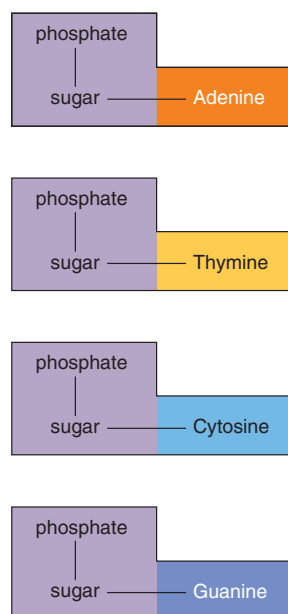 phosphate
sugar Adenine
phosphate
sugar Thymine
phosphate
sugar Cytosine
phosphate
sugar Guanine